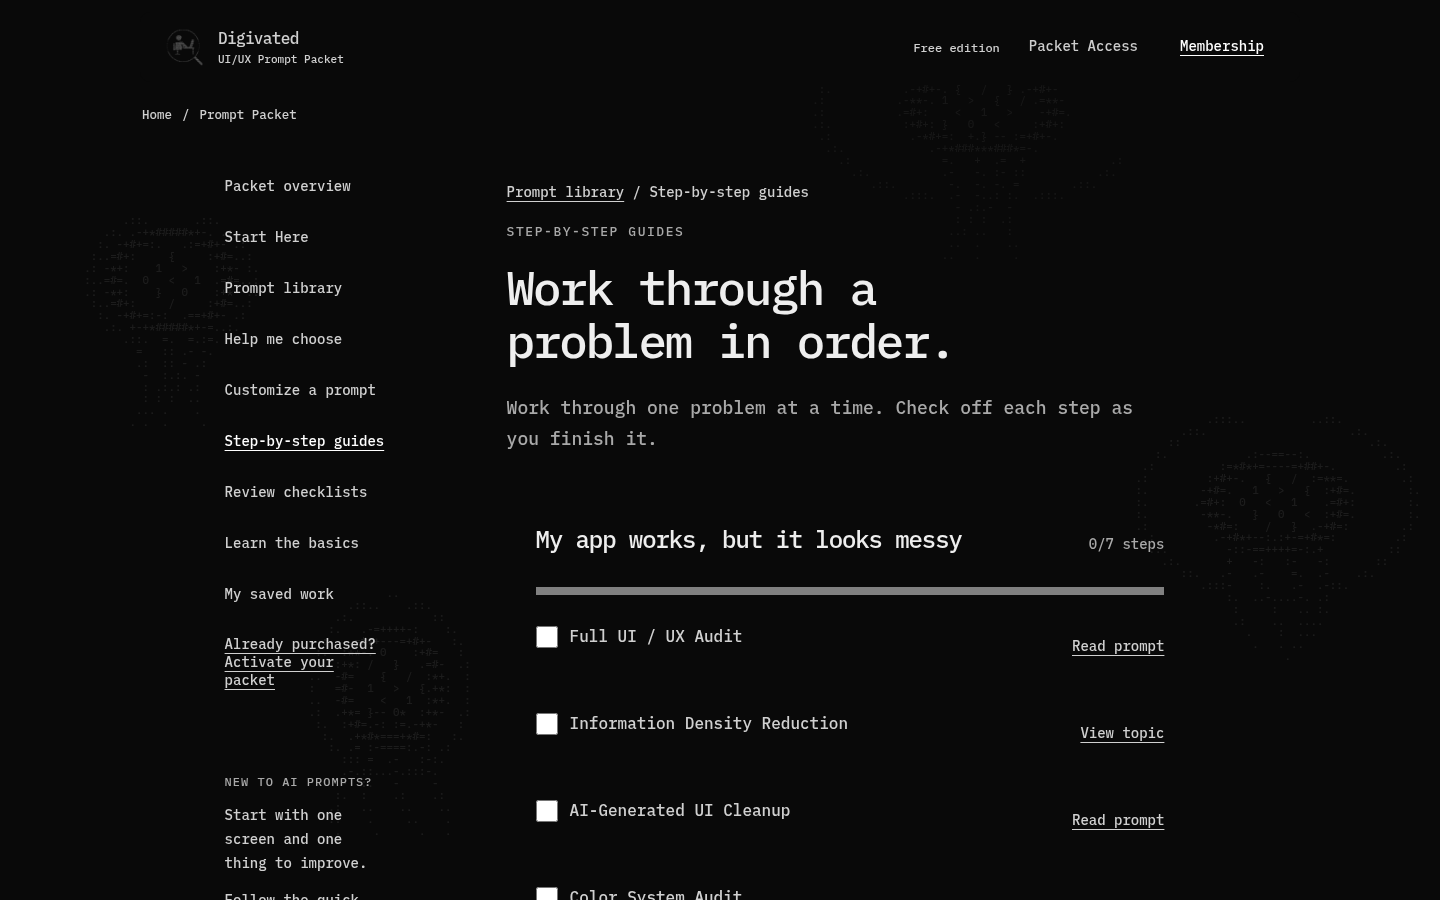 Digivated
UI/UX Prompt Packet
Free edition
Packet Access
Membership
Home / Prompt Packet
Packet overview
Start Here
Prompt library
Help me choose
Customize a prompt
Step-by-step guides
Review checklists
Learn the basics
My saved work
Already purchased?
Activate your
packet
NEW TO AI PROMPTS?
Start with one
screen and one
thing to improve.
Follow the quick
Prompt library / Step-by-step guides
STEP-BY-STEP GUIDES
Work through a
problem in order.
Work through one problem at a time. Check off each step as
you finish it.
My app works, but it looks messy
0/7 steps
Full UI / UX Audit
Read prompt
Information Density Reduction
View topic
AI-Generated UI Cleanup
Read prompt
Color System Audit